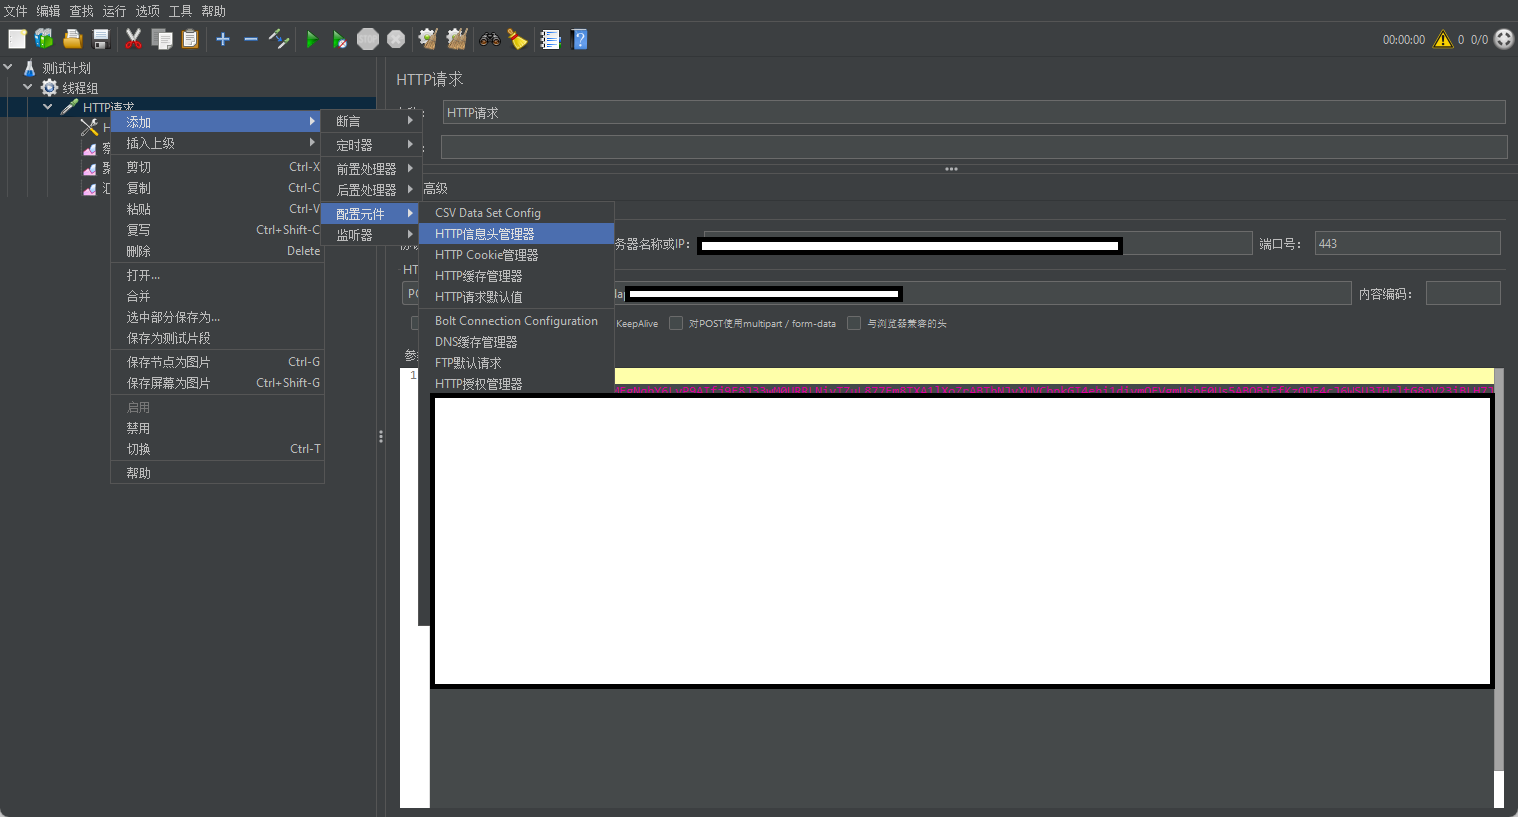 文件 编辑 查找 运行 选项 工具 帮助
00:00:00 0 0/0
测试计划
线程组
HTTP请求
HTTP请求
HTTP请求
添加
插入上级
剪切 Ctrl-X
复制 Ctrl-C
粘贴 Ctrl-V
复写 Ctrl+Shift-C
删除 Delete
打开...
合并
选中部分保存为...
保存为测试片段
保存节点为图片 Ctrl-G
保存屏幕为图片 Ctrl+Shift-G
启用
禁用
切换 Ctrl-T
帮助
断言
定时器
前置处理器
后置处理器
配置元件
监听器
CSV Data Set Config
HTTP信息头管理器
HTTP Cookie管理器
HTTP缓存管理器
HTTP请求默认值
Bolt Connection Configuration
DNS缓存管理器
FTP默认请求
HTTP授权管理器
高级
务器名称或IP:
端口号: 443
内容编码:
KeepAlive 对POST使用multipart / form-data 与浏览器兼容的头
1